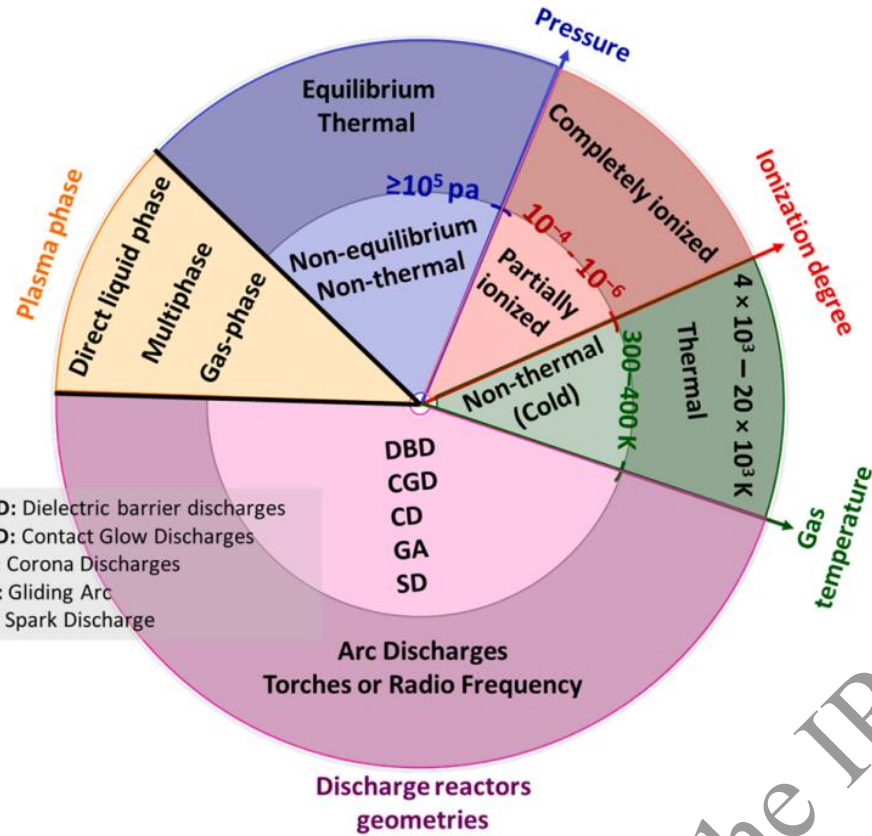 Pressure
Equilibrium
Thermal
≥10⁵ pa
Non-equilibrium
Non-thermal
Completely ionized
10⁻⁴ - 10⁻⁶
Partially
ionized
Ionization degree
4 × 10³ – 20 × 10³ K
Thermal
300–400 K
Non-thermal
(Cold)
Gas
temperature
Plasma phase
Direct liquid phase
Multiphase
Gas-phase
DBD
CGD
CD
GA
SD
D: Dielectric barrier discharges
D: Contact Glow Discharges
: Corona Discharges
: Gliding Arc
Spark Discharge
Arc Discharges
Torches or Radio Frequency
Discharge reactors
geometries
he